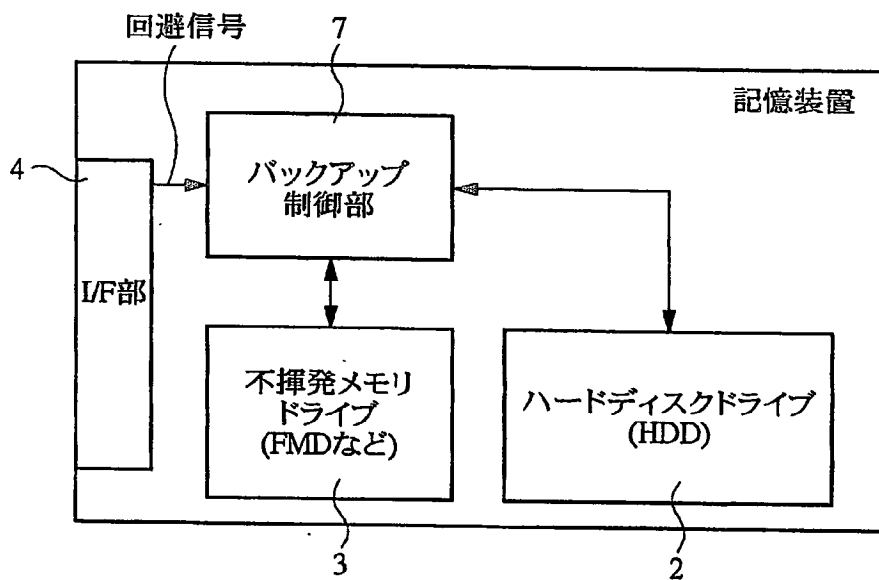 回避信号
7
記憶装置
4
バックアップ
制御部
I/F部
不揮発メモリ
ドライブ
(FMDなど)
ハードディスクドライブ
(HDD)
3
2